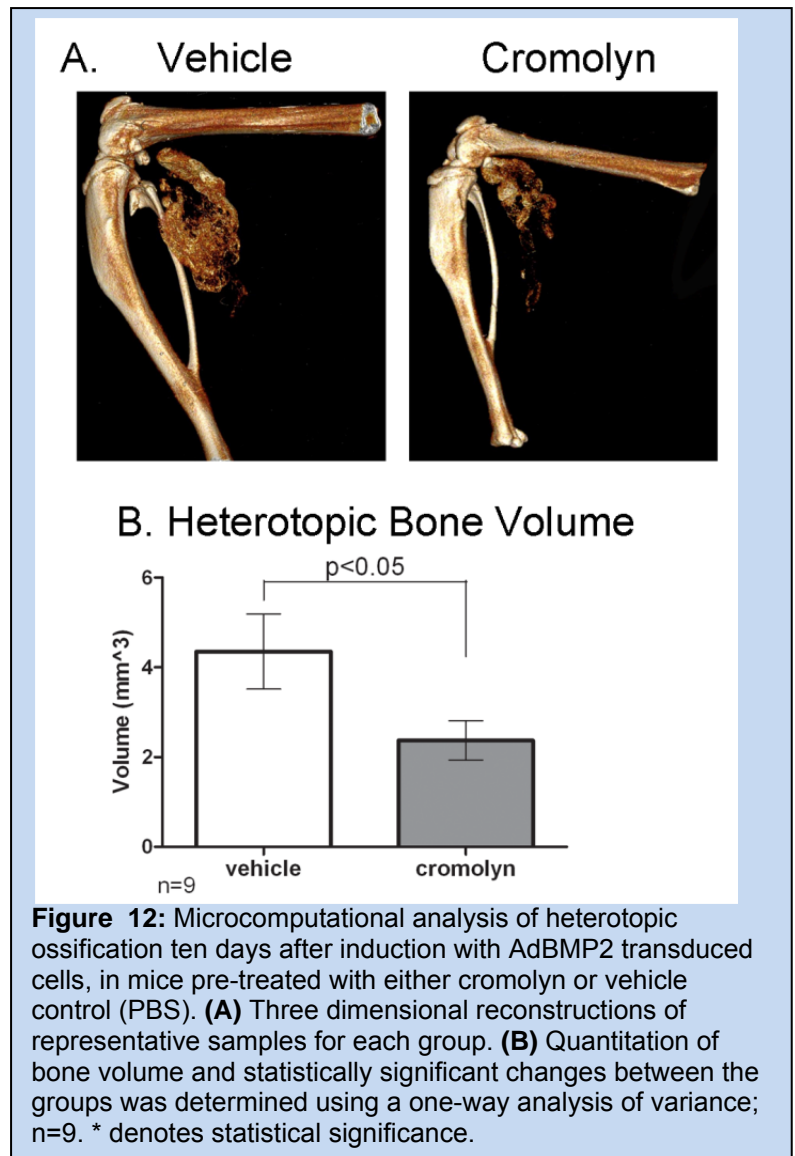 A. Vehicle Cromolyn
B. Heterotopic Bone Volume
p<0.05
6
4
2
0
Volume (mm^3)
vehicle cromolyn
n=9
Figure 12: Microcomputational analysis of heterotopic
ossification ten days after induction with AdBMP2 transduced
cells, in mice pre-treated with either cromolyn or vehicle
control (PBS). (A) Three dimensional reconstructions of
representative samples for each group. (B) Quantitation of
bone volume and statistically significant changes between the
groups was determined using a one-way analysis of variance;
n=9. * denotes statistical significance.